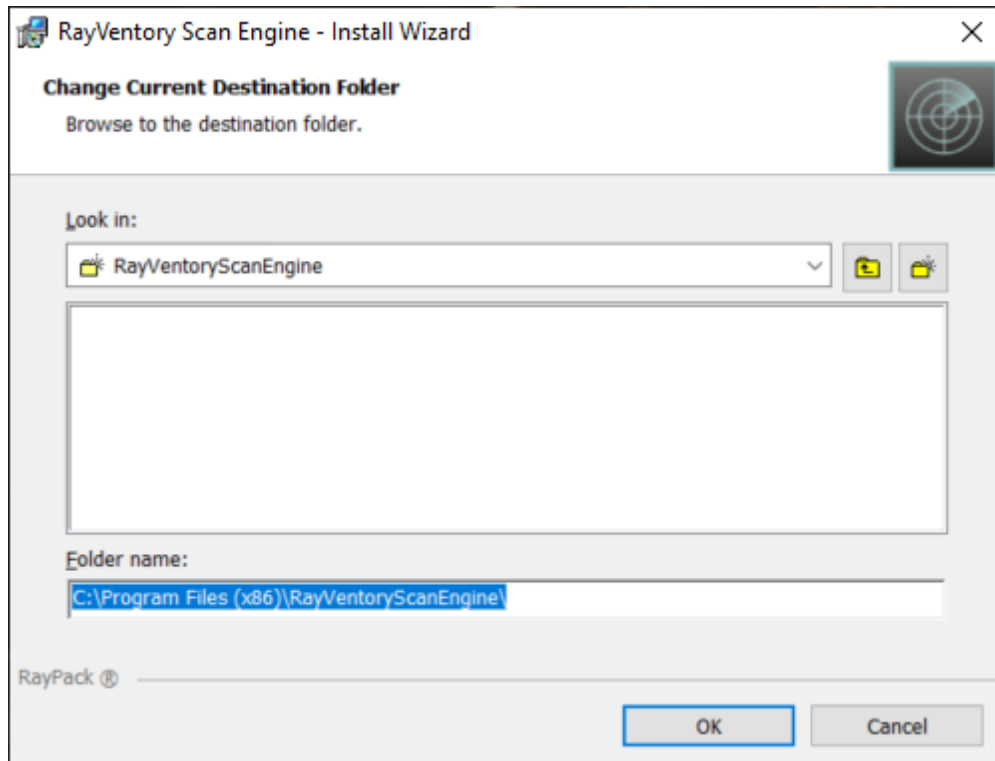 RayVentory Scan Engine - Install Wizard
Change Current Destination Folder
Browse to the destination folder.
Look in:
RayVentoryScanEngine
Folder name:
C:\Program Files (x86)\RayVentoryScanEngine\
RayPack ®
OK
Cancel